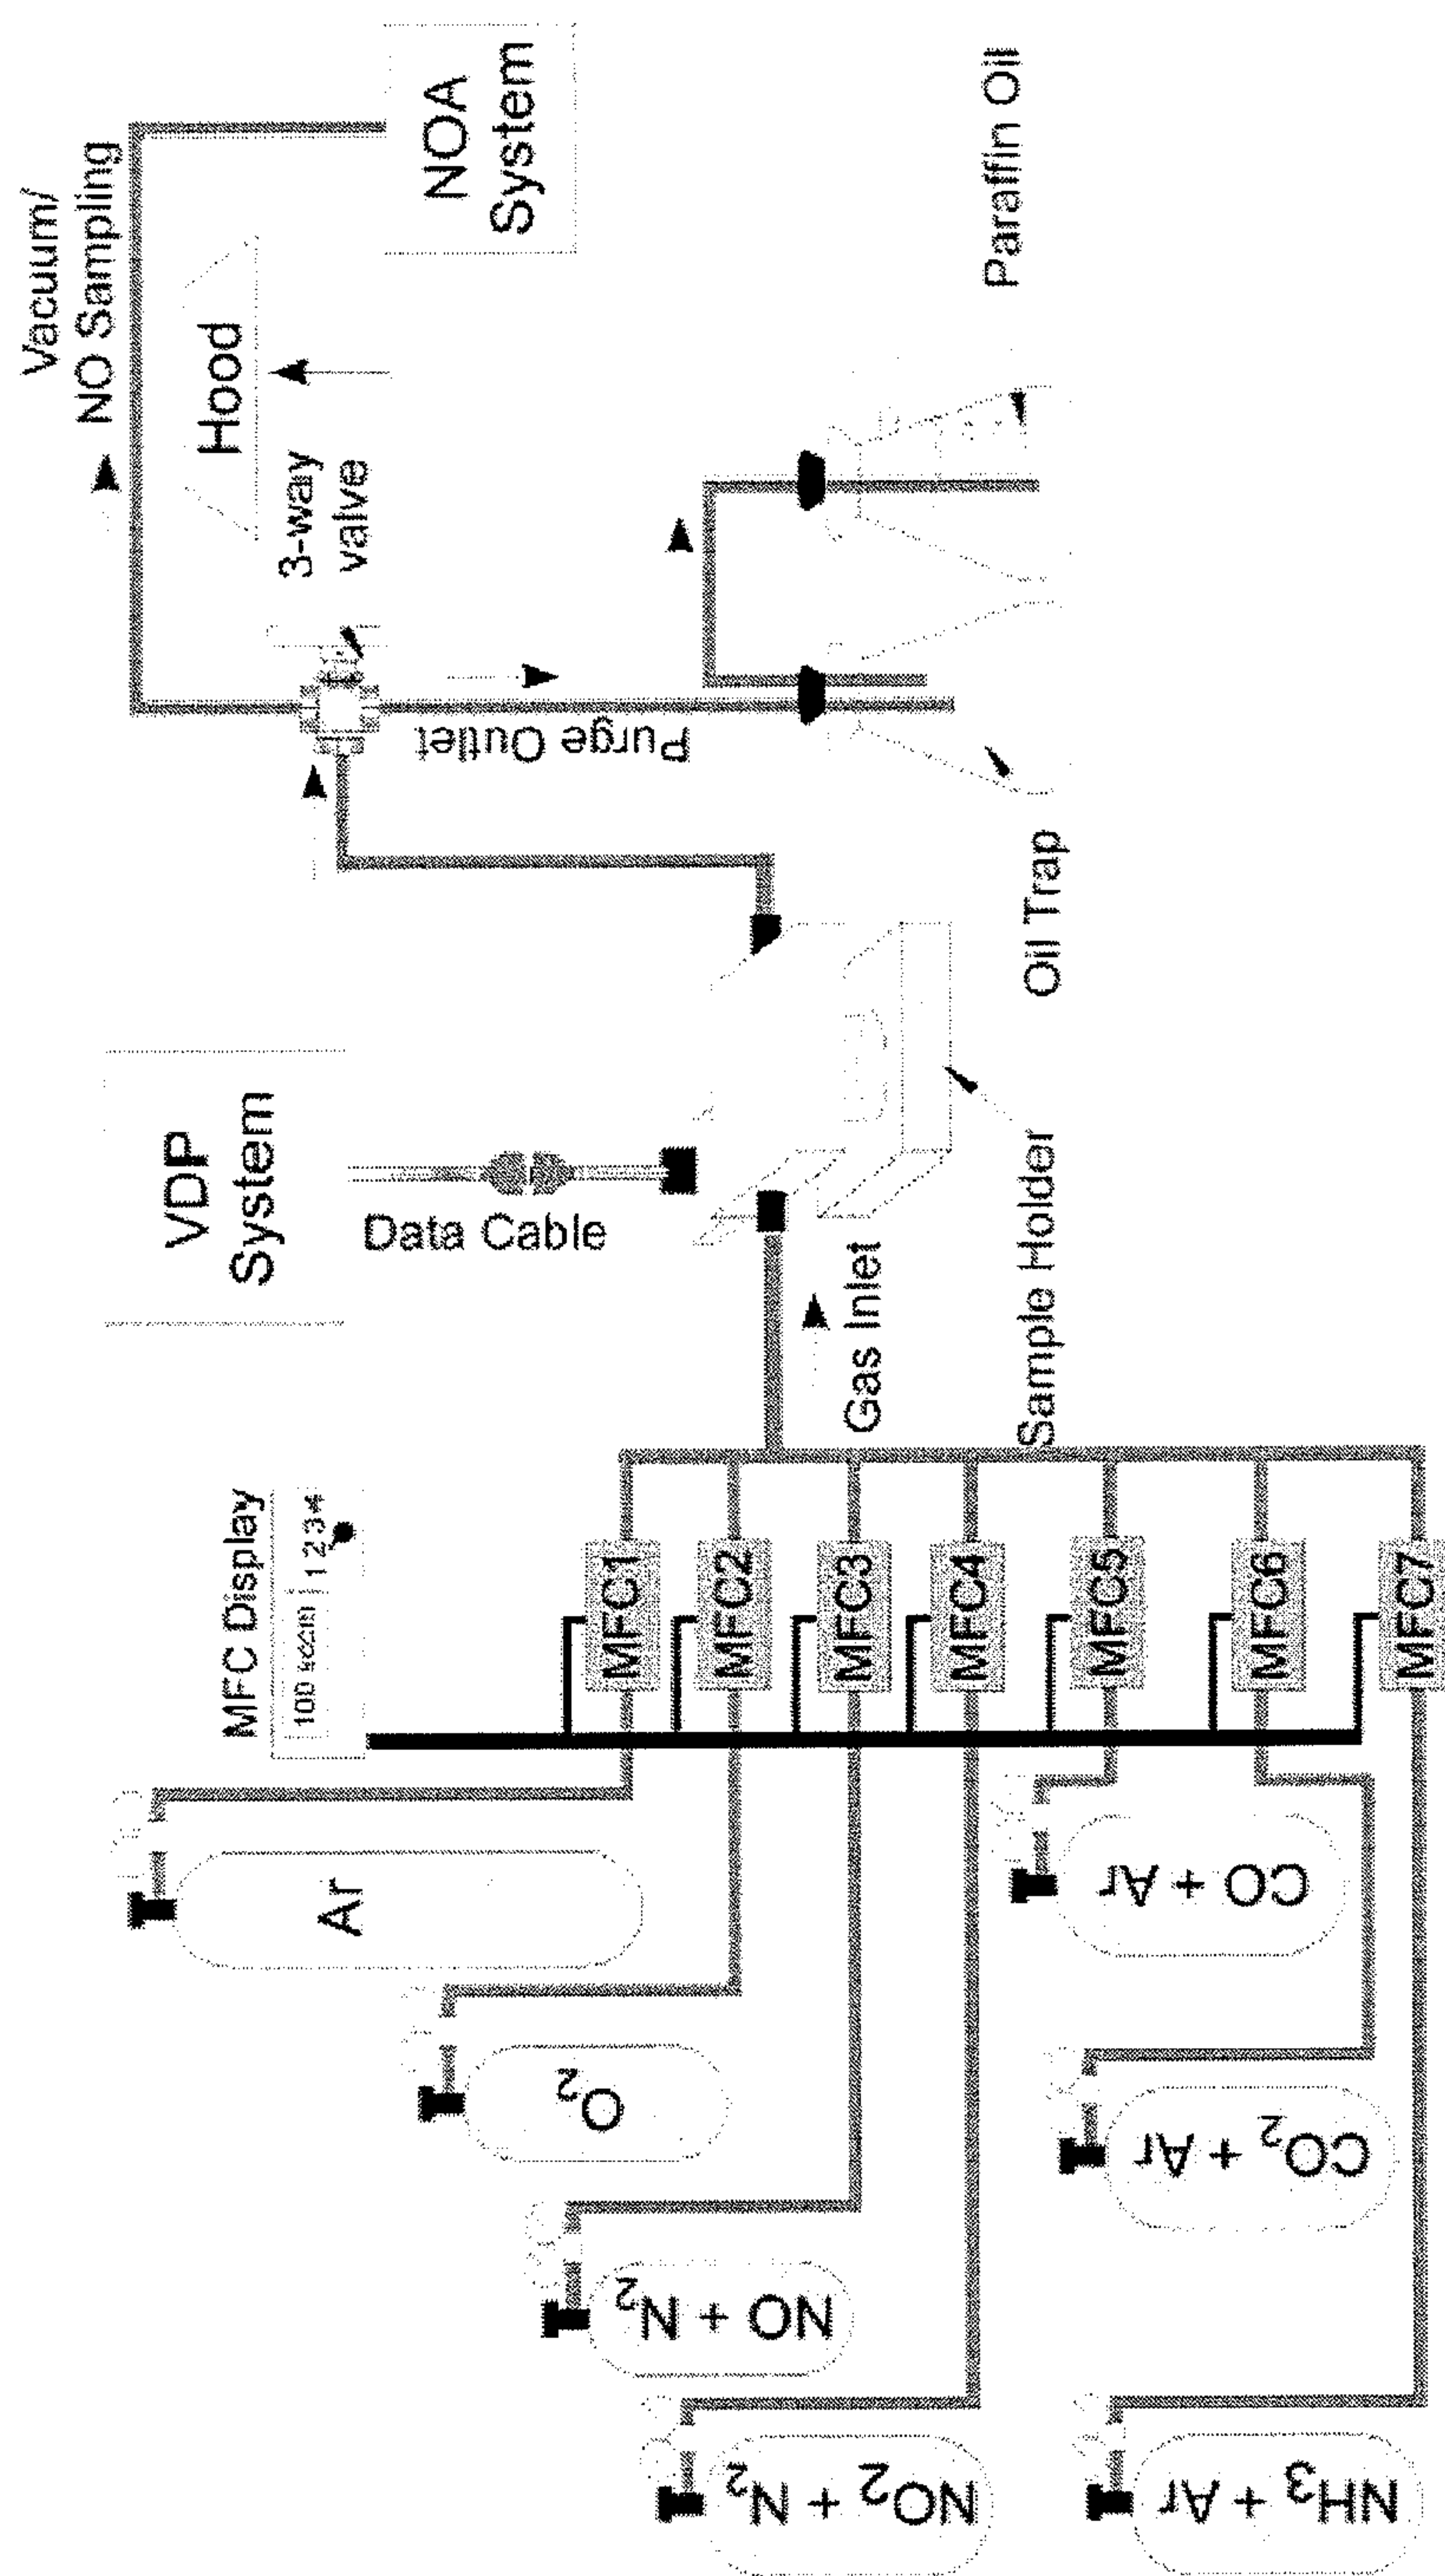 Vacuum/
NO Sampling
Hood
NOA
System
3-way
valve
Purge Outlet
Paraffin Oil
Oil Trap
VDP
System
Data Cable
Gas Inlet
Sample Holder
MFC Display
100 sccm 1 2 3 4
MFC1
MFC2
MFC3
MFC4
MFC5
MFC6
MFC7
Ar
O₂
NO + N₂
NO₂ + N₂
CO + Ar
CO₂ + Ar
NH₃ + Ar